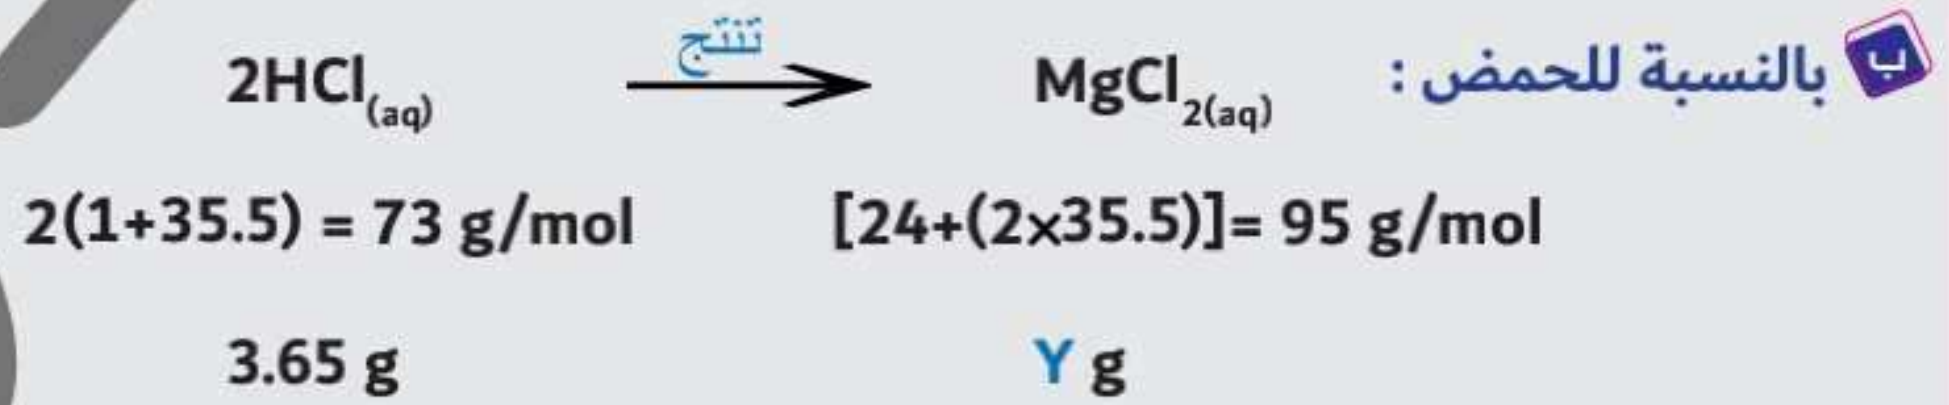 ب بالنسبة للحمض : 2HCl(aq) تنتج MgCl2(aq)
2(1+35.5) = 73 g/mol [24+(2×35.5)]= 95 g/mol
3.65 g Y g